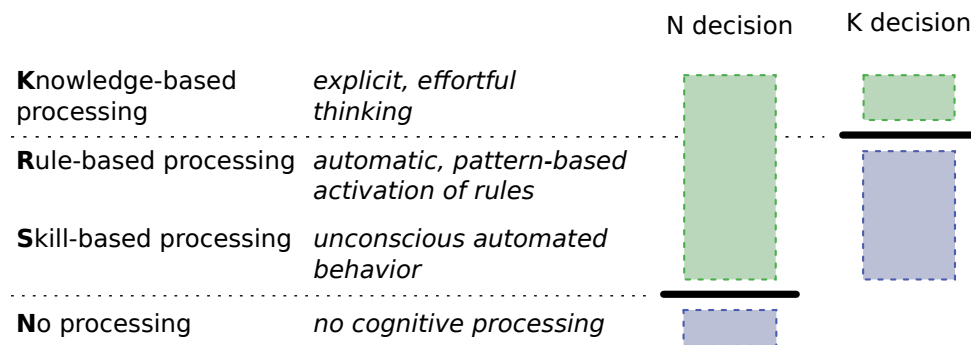 N decision K decision
Knowledge-based explicit, effortful
processing thinking
Rule-based processing automatic, pattern-based
activation of rules
Skill-based processing unconscious automated
behavior
No processing no cognitive processing